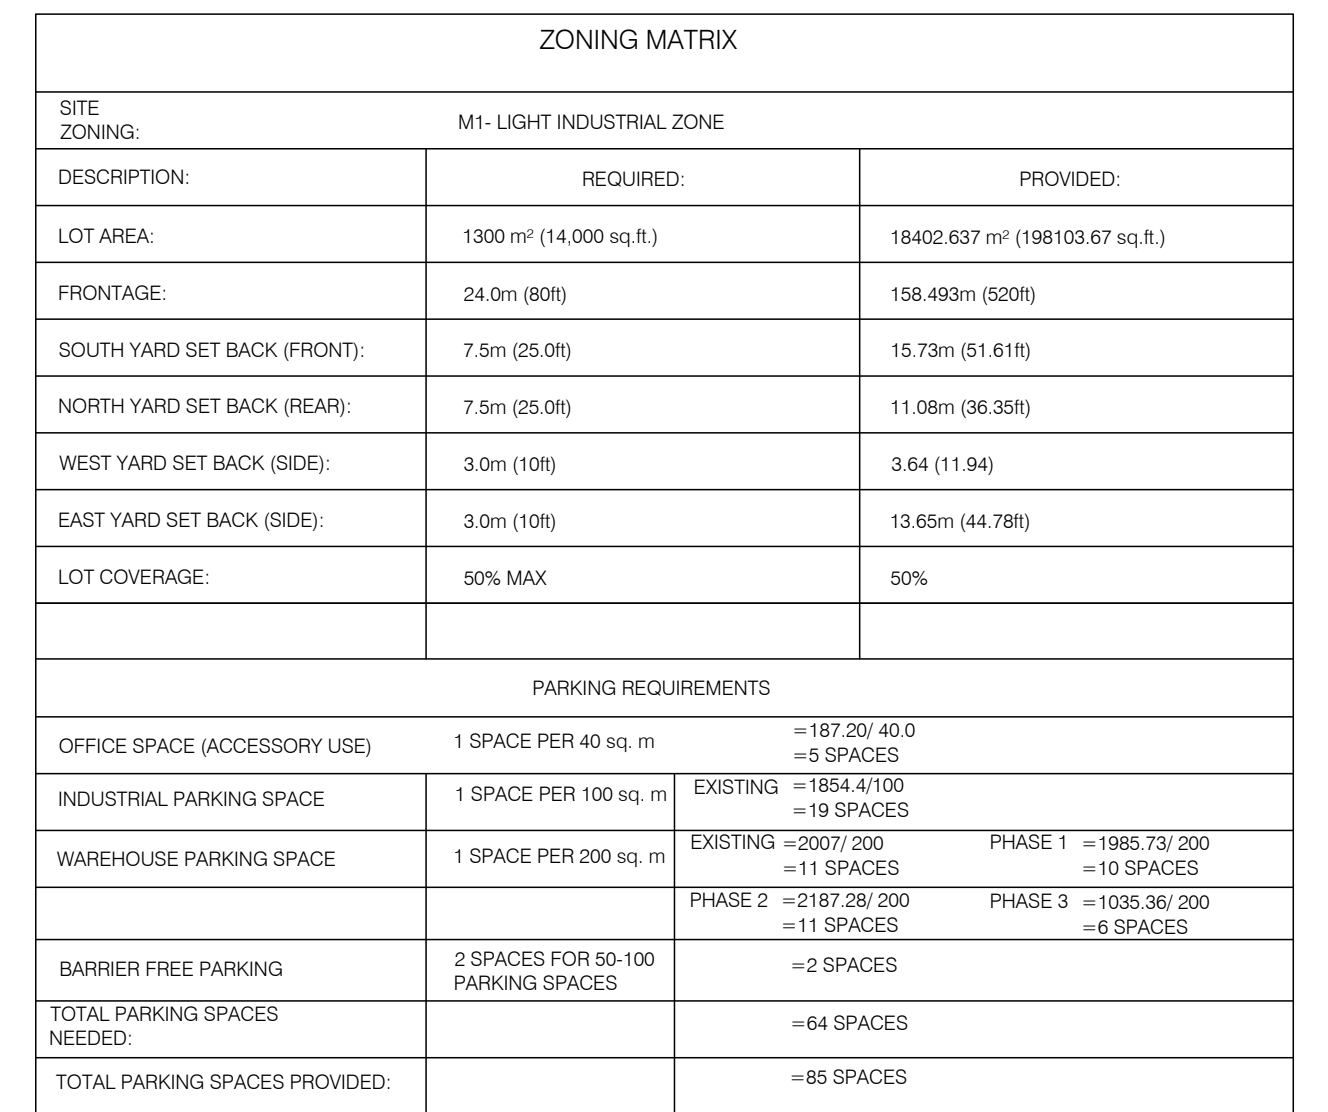 ZONING MATRIX
SITE
ZONING:
M1- LIGHT INDUSTRIAL ZONE
DESCRIPTION:
REQUIRED:
PROVIDED:
LOT AREA:
1300 m² (14,000 sq.ft.)
18402.637 m² (198103.67 sq.ft.)
FRONTAGE:
24.0m (80ft)
158.493m (520ft)
SOUTH YARD SET BACK (FRONT):
7.5m (25.0ft)
15.73m (51.61ft)
NORTH YARD SET BACK (REAR):
7.5m (25.0ft)
11.08m (36.35ft)
WEST YARD SET BACK (SIDE):
3.0m (10ft)
3.64 (11.94)
EAST YARD SET BACK (SIDE):
3.0m (10ft)
13.65m (44.78ft)
LOT COVERAGE:
50% MAX
50%
PARKING REQUIREMENTS
OFFICE SPACE (ACCESSORY USE)
1 SPACE PER 40 sq. m
=187.20/ 40.0
=5 SPACES
INDUSTRIAL PARKING SPACE
1 SPACE PER 100 sq. m
EXISTING =1854.4/100
=19 SPACES
WAREHOUSE PARKING SPACE
1 SPACE PER 200 sq. m
EXISTING =2007/ 200
=11 SPACES
PHASE 1 =1985.73/ 200
=10 SPACES
PHASE 2 =2187.28/ 200
=11 SPACES
PHASE 3 =1035.36/ 200
=6 SPACES
BARRIER FREE PARKING
2 SPACES FOR 50-100
PARKING SPACES
=2 SPACES
TOTAL PARKING SPACES
NEEDED:
=64 SPACES
TOTAL PARKING SPACES PROVIDED:
=85 SPACES